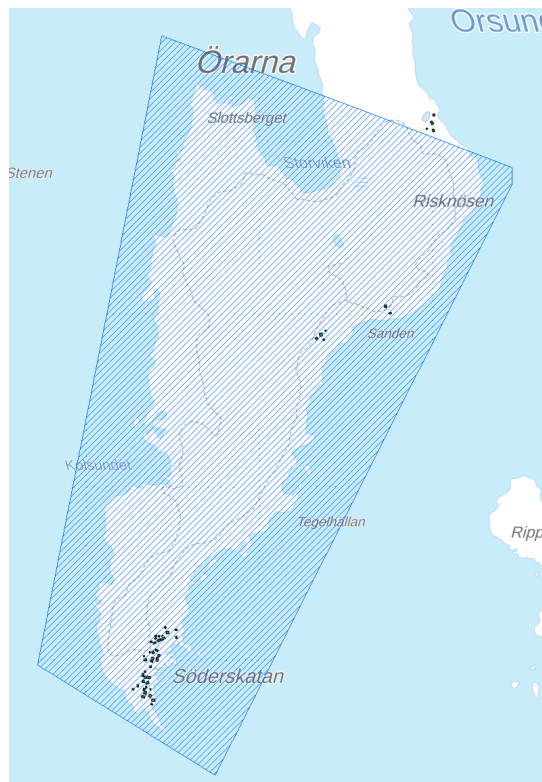 Orsun
Örarna
Slottsberget
Storviken
Stenen
Risknösen
Sanden
Kolsundet
Tegelhällan
Ripp
Söderskatan